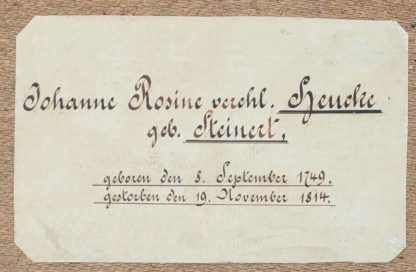 Johanne Rosine verehl. Heucke
geb. Steinert,
geboren den 8. September 1749.
gestorben den 19. November 1814.